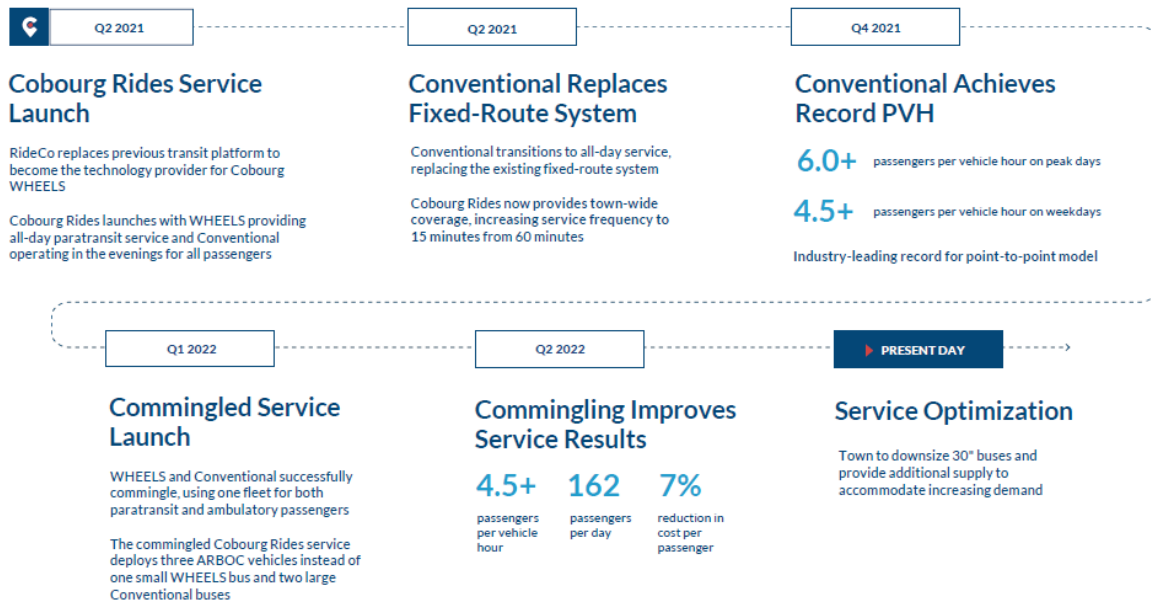 Q2 2021
Cobourg Rides Service
Launch
RideCo replaces previous transit platform to
become the technology provider for Cobourg
WHEELS
Cobourg Rides launches with WHEELS providing
all-day paratransit service and Conventional
operating in the evenings for all passengers
Q2 2021
Conventional Replaces
Fixed-Route System
Conventional transitions to all-day service,
replacing the existing fixed-route system
Cobourg Rides now provides town-wide
coverage, increasing service frequency to
15 minutes from 60 minutes
Q4 2021
Conventional Achieves
Record PVH
6.0+ passengers per vehicle hour on peak days
4.5+ passengers per vehicle hour on weekdays
Industry-leading record for point-to-point model
Q1 2022
Commingled Service
Launch
WHEELS and Conventional successfully
commingle, using one fleet for both
paratransit and ambulatory passengers
The commingled Cobourg Rides service
deploys three ARBOC vehicles instead of
one small WHEELS bus and two large
Conventional buses
Q2 2022
Commingling Improves
Service Results
4.5+
passengers
per vehicle
hour
162
passengers
per day
7%
reduction in
cost per
passenger
PRESENT DAY
Service Optimization
Town to downsize 30" buses and
provide additional supply to
accommodate increasing demand